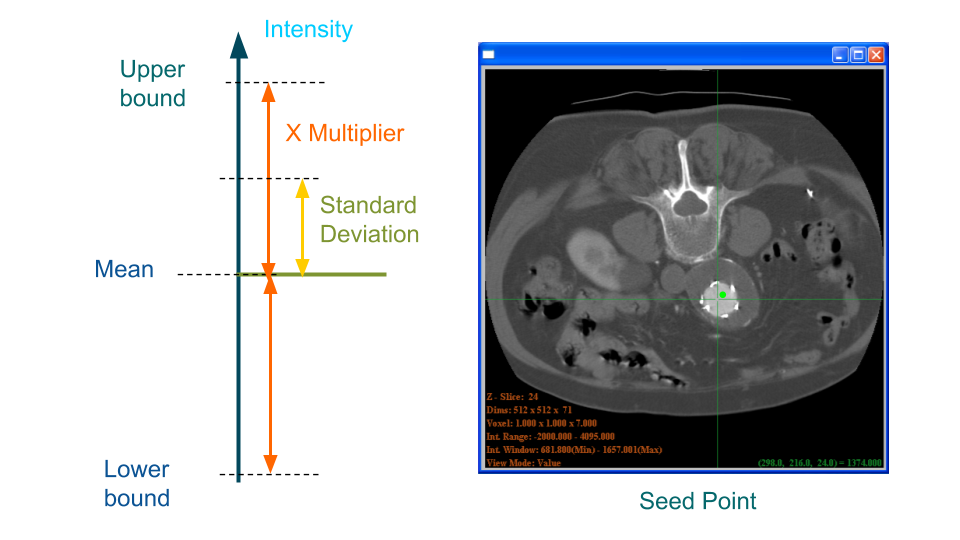 Intensity
Upper
bound
X Multiplier
Standard
Deviation
Mean
Lower
bound
Z - Slice: 24
Dims: 512 x 512 x 71
Voxel: 1.000 x 1.000 x 7.000
Int. Range: -2000.000 - 4095.000
Int. Window: 681.800(Min) - 1657.001(Max)
View Mode: Value
(298.0, 216.0, 24.0) = 1374.000
Seed Point